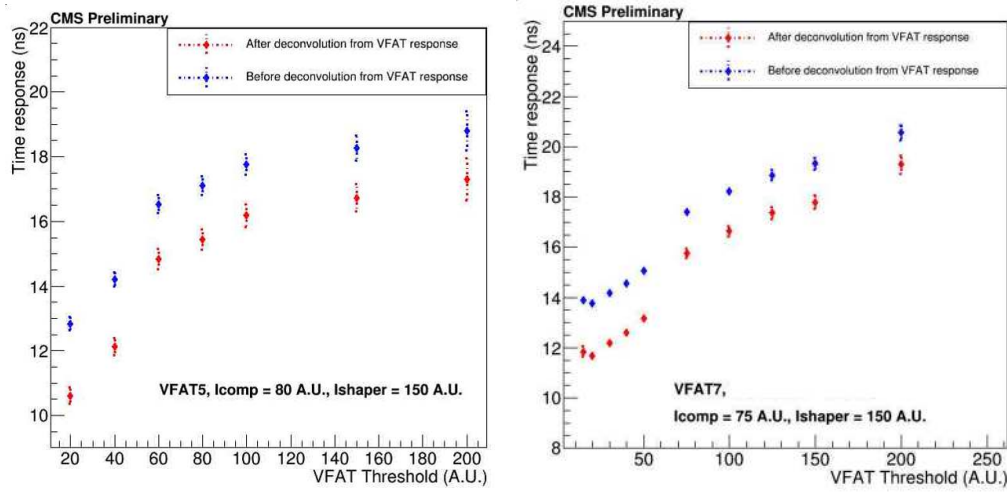 CMS Preliminary
Time response (ns)
After deconvolution from VFAT response
Before deconvolution from VFAT response
22
20
18
16
14
12
10
VFAT5, Icomp = 80 A.U., Ishaper = 150 A.U.
20 40 60 80 100 120 140 160 180 200
VFAT Threshold (A.U.)
CMS Preliminary
Time response (ns)
After deconvolution from VFAT response
Before deconvolution from VFAT response
24
22
20
18
16
14
12
10
8
VFAT7,
Icomp = 75 A.U., Ishaper = 150 A.U.
50 100 150 200 250
VFAT Threshold (A.U.)